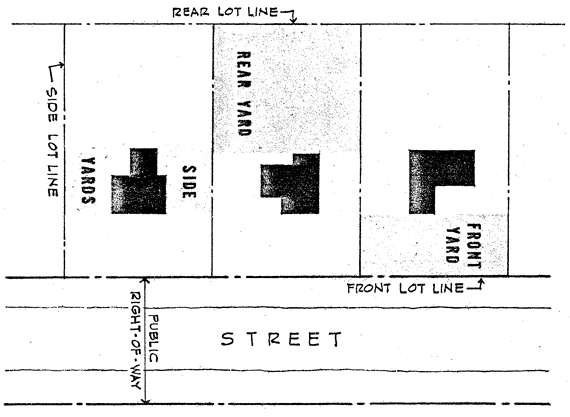 REAR LOT LINE
SIDE LOT LINE
REAR YARD
SIDE
YARDS
FRONT
YARD
FRONT LOT LINE
PUBLIC
RIGHT-OF-WAY
STREET